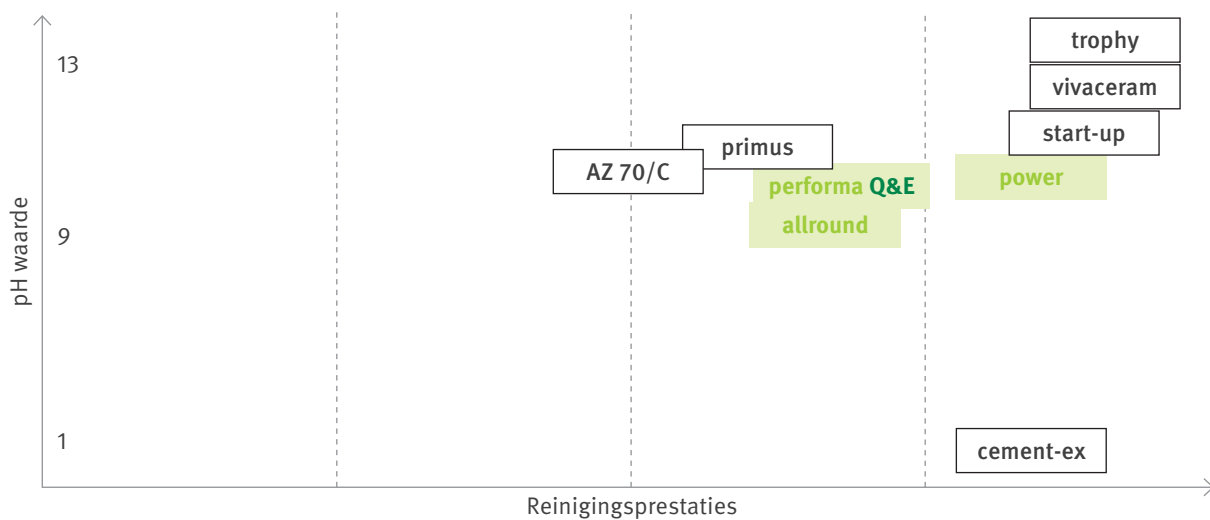 trophy
13
vivaceram
start-up
primus
AZ 70/C
power
performa Q&E
allround
9
pH waarde
1
cement-ex
Reinigingsprestaties